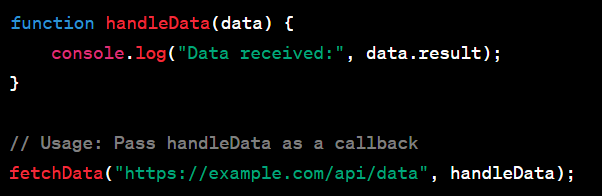 function handleData(data) {
    console.log("Data received:", data.result);
}
// Usage: Pass handleData as a callback
fetchData("https://example.com/api/data", handleData);